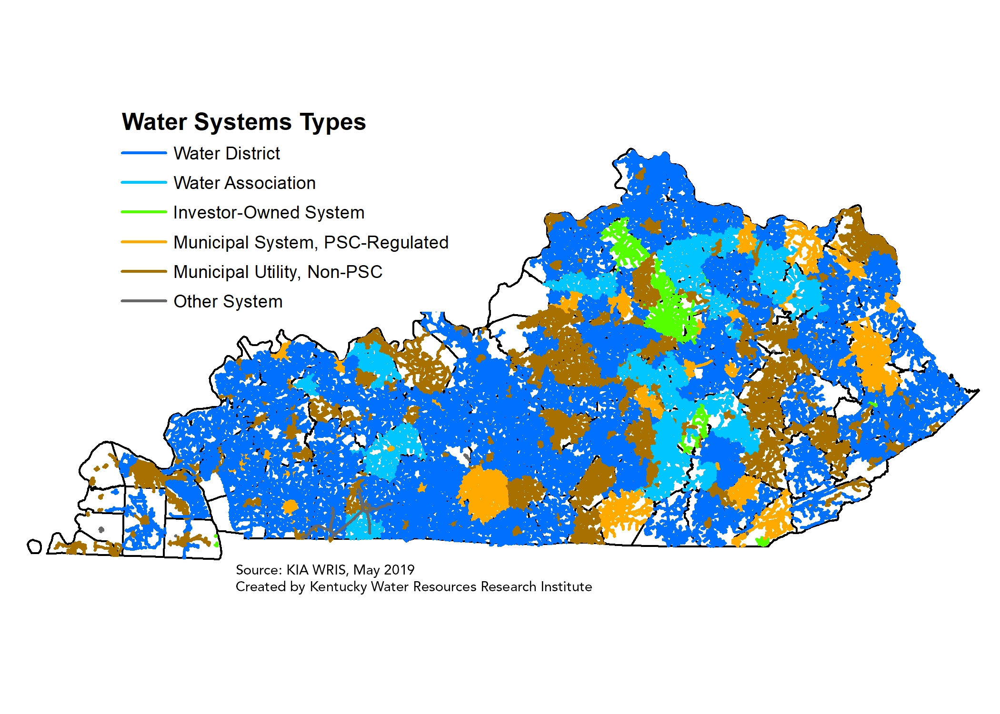 Water Systems Types
Water District
Water Association
Investor-Owned System
Municipal System, PSC-Regulated
Municipal Utility, Non-PSC
Other System
Source: KIA WRIS, May 2019
Created by Kentucky Water Resources Research Institute